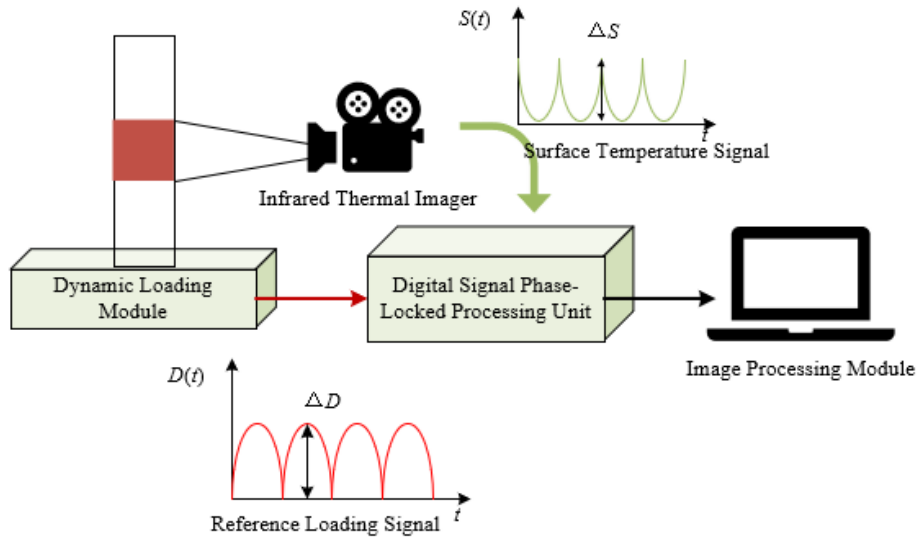 S(t)
△S
t
Surface Temperature Signal
Infrared Thermal Imager
Dynamic Loading
Module
Digital Signal Phase-
Locked Processing Unit
Image Processing Module
D(t)
△D
t
Reference Loading Signal